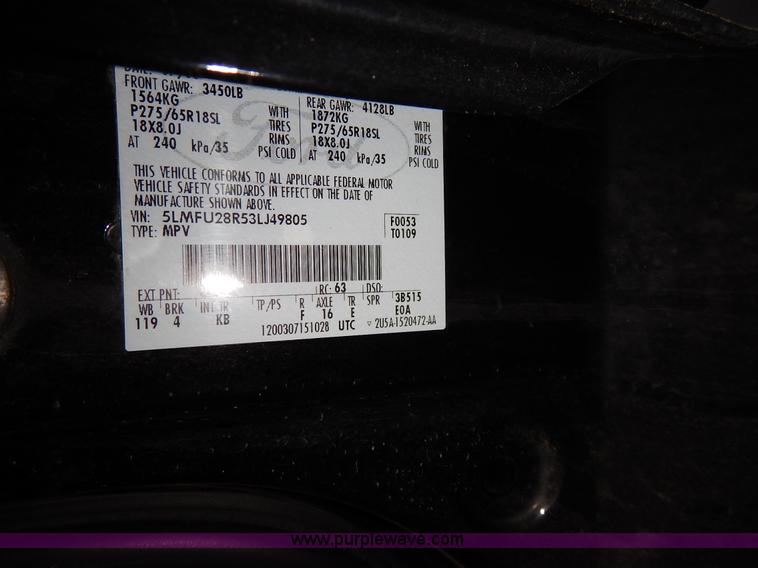 FRONT GAWR: 3450LB
1564KG WITH
P275/65R18SL TIRES
18X8.0J RIMS
AT 240 kPa/35 PSI COLD
REAR GAWR: 4128LB
1872KG WITH
P275/65R18SL TIRES
18X8.0J RIMS
AT 240 kPa/35 PSI COLD
Ford
THIS VEHICLE CONFORMS TO ALL APPLICABLE FEDERAL MOTOR
VEHICLE SAFETY STANDARDS IN EFFECT ON THE DATE OF
MANUFACTURE SHOWN ABOVE.
VIN: 5LMFU28R53LJ49805 F0053
TYPE: MPV T0109
EXT PNT: RC: 63 DSO:
WB BRK INT TR TP/PS R AXLE TR SPR 3B515
119 4 KB F 16 E E0A
1200307151028 UTC ▽ 2U5A-1520472-AA
www.purplewave.com